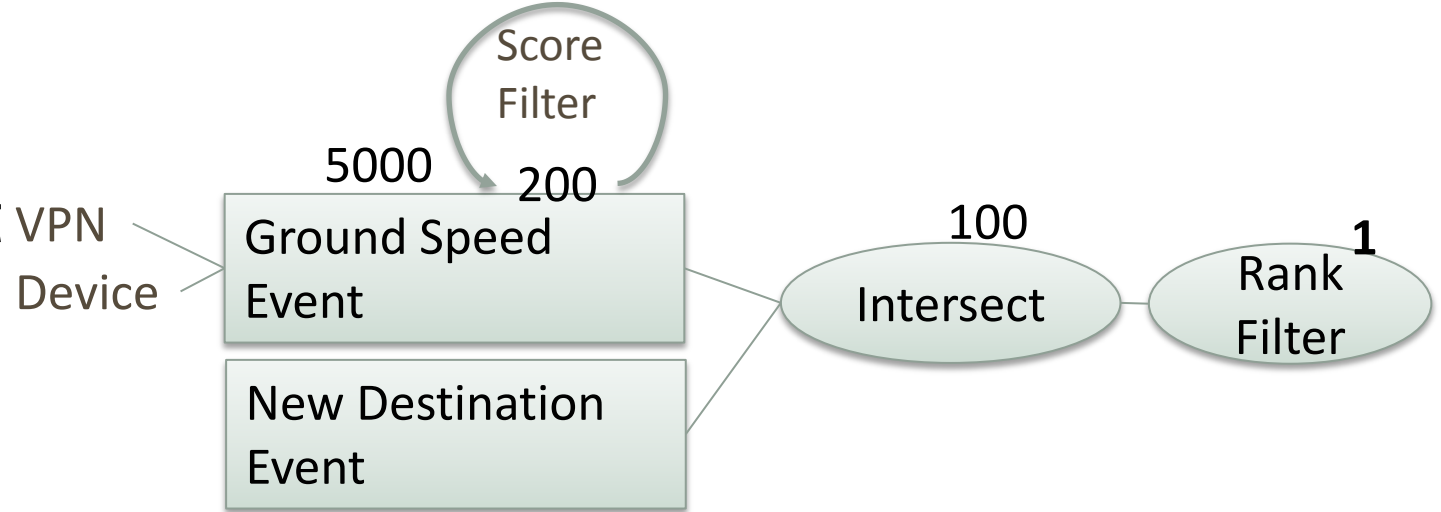 Score
Filter
5000
200
VPN
Device
Ground Speed
Event
New Destination
Event
100
Intersect
1
Rank
Filter